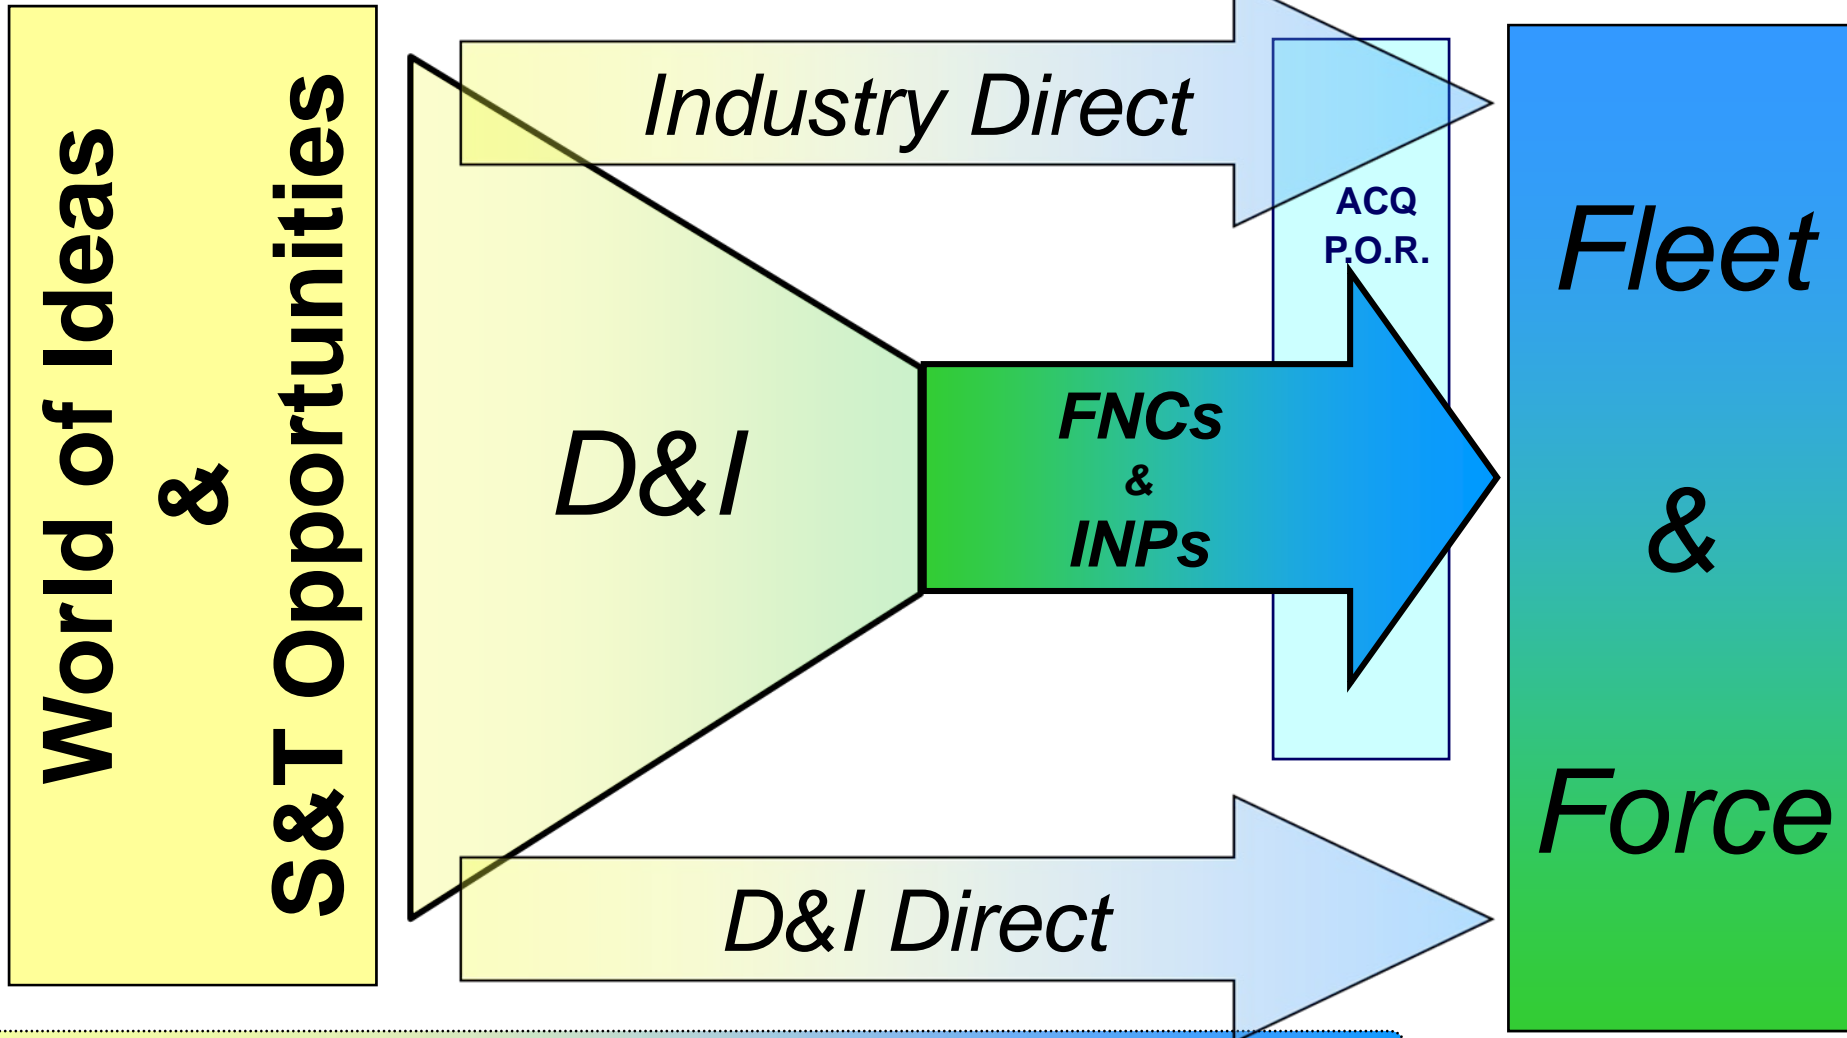 World of Ideas
&
S&T Opportunities
Industry Direct
ACQ
P.O.R.
D&I
FNCs
&
INPs
D&I Direct
Fleet
&
Force